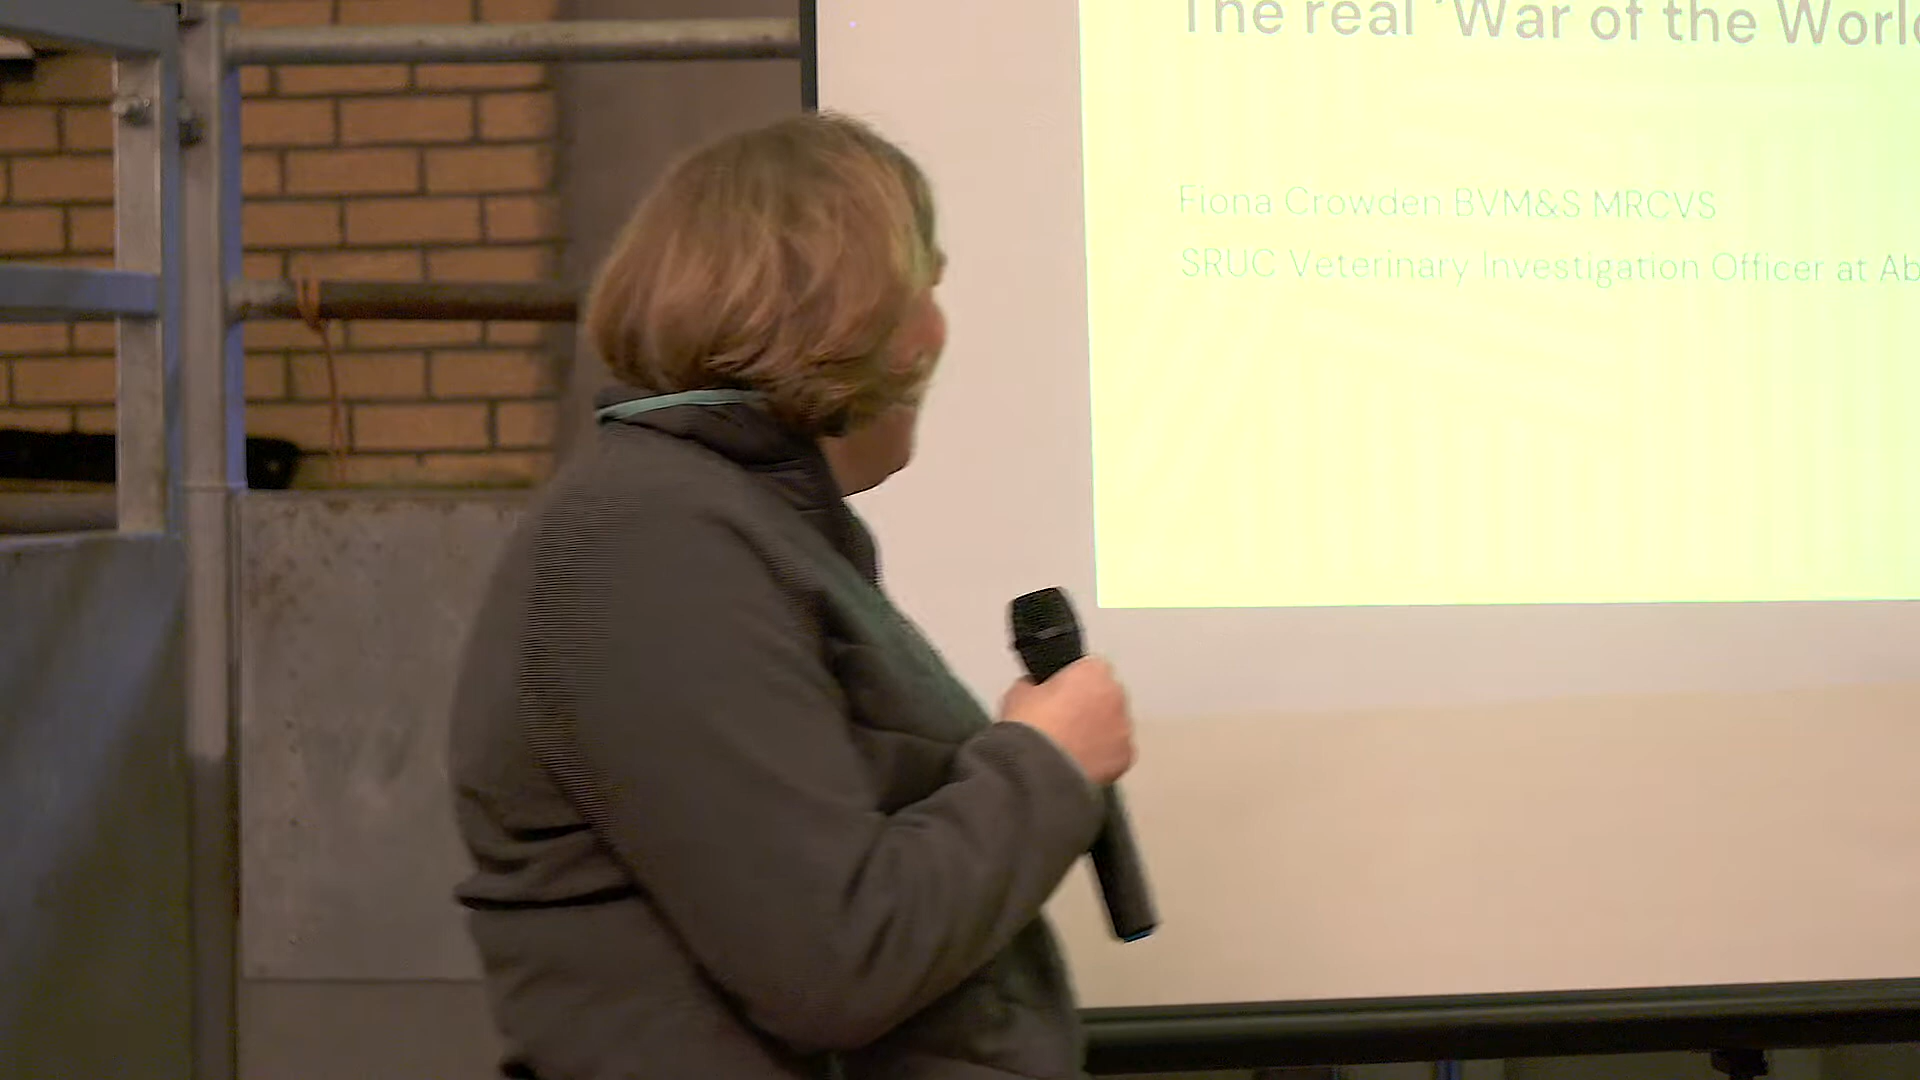 The real 'War of the Worl
Fiona Crowden BVM&S MRCVS
SRUC Veterinary Investigation Officer at Ab